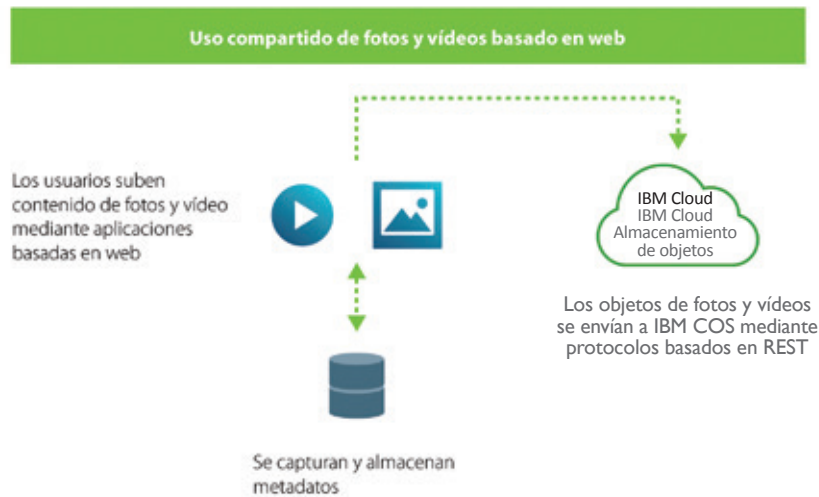 Uso compartido de fotos y vídeos basado en web
Los usuarios suben
contenido de fotos y vídeo
mediante aplicaciones
basadas en web
IBM Cloud
IBM Cloud
Almacenamiento
de objetos
Los objetos de fotos y vídeos
se envían a IBM COS mediante
protocolos basados en REST
Se capturan y almacenan
metadatos